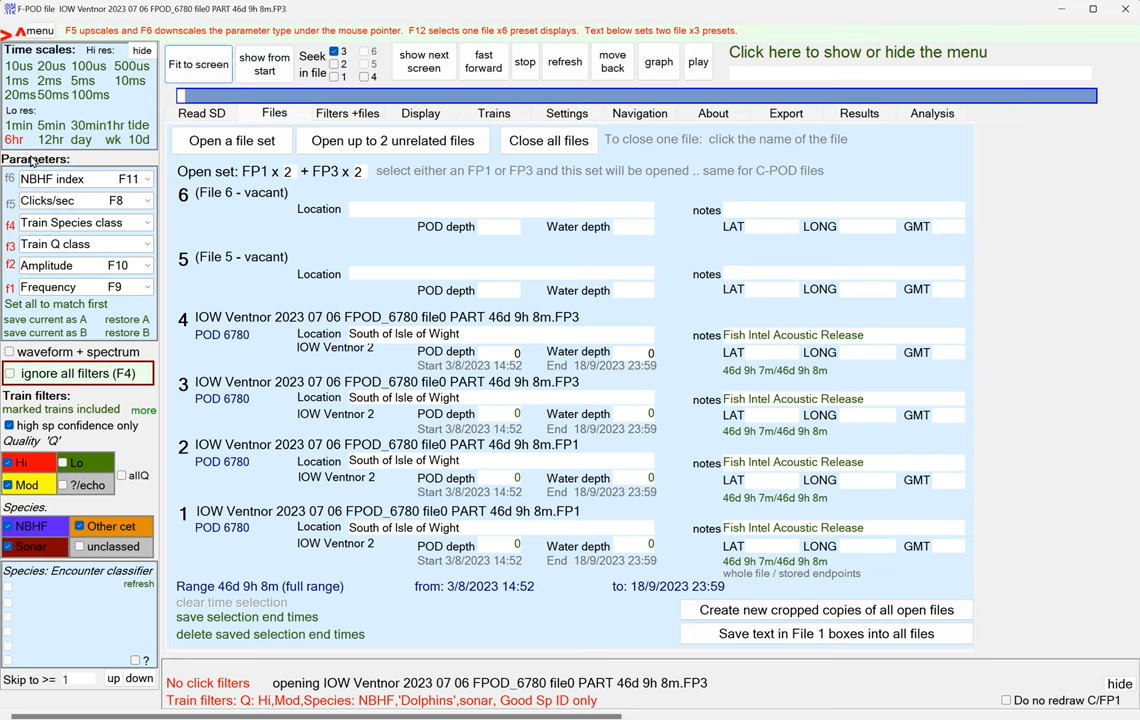 F-POD file IOW Ventnor 2023 07 06 FPOD_6780 file0 PART 46d 9h 8m.FP3
menu F5 upscales and F6 downscales the parameter type under the mouse pointer. F12 selects one file x6 preset displays. Text below sets two file x3 presets.
Time scales: Hi res: hide
10us 20us 100us 500us
1ms 2ms 5ms 10ms
20ms 50ms 100ms
Lo res:
1min 5min 30min 1hr tide
6hr 12hr day wk 10d
Fit to screen
show from start
Seek in file
3 6
2 5
1 4
show next screen
fast forward
stop
refresh
move back
graph
play
Click here to show or hide the menu
Read SD Files Filters +files Display Trains Settings Navigation About Export Results Analysis
Parameters:
f6 NBHF index F11
f5 Clicks/sec F8
f4 Train Species class
f3 Train Q class
f2 Amplitude F10
f1 Frequency F9
Set all to match first
save current as A restore A
save current as B restore B
waveform + spectrum
ignore all filters (F4)
Train filters:
marked trains included more
high sp confidence only
Quality 'Q'
Hi Lo
Mod ?/echo
allQ
Species:
NBHF Other cet
Sonar unclassed
Species: Encounter classifier
refresh
?
Skip to >= 1 up down
Open a file set
Open up to 2 unrelated files
Close all files
To close one file: click the name of the file
Open set: FP1 x 2 + FP3 x 2 select either an FP1 or FP3 and this set will be opened .. same for C-POD files
6 (File 6 - vacant)
Location notes
POD depth Water depth LAT LONG GMT
5 (File 5 - vacant)
Location notes
POD depth Water depth LAT LONG GMT
4 IOW Ventnor 2023 07 06 FPOD_6780 file0 PART 46d 9h 8m.FP3
POD 6780 Location South of Isle of Wight notes Fish Intel Acoustic Release
IOW Ventnor 2 POD depth 0 Water depth 0 LAT LONG GMT
Start 3/8/2023 14:52 End 18/9/2023 23:59 46d 9h 7m/46d 9h 8m
3 IOW Ventnor 2023 07 06 FPOD_6780 file0 PART 46d 9h 8m.FP3
POD 6780 Location South of Isle of Wight notes Fish Intel Acoustic Release
IOW Ventnor 2 POD depth 0 Water depth 0 LAT LONG GMT
Start 3/8/2023 14:52 End 18/9/2023 23:59 46d 9h 7m/46d 9h 8m
2 IOW Ventnor 2023 07 06 FPOD_6780 file0 PART 46d 9h 8m.FP1
POD 6780 Location South of Isle of Wight notes Fish Intel Acoustic Release
IOW Ventnor 2 POD depth 0 Water depth 0 LAT LONG GMT
Start 3/8/2023 14:52 End 18/9/2023 23:59 46d 9h 7m/46d 9h 8m
1 IOW Ventnor 2023 07 06 FPOD_6780 file0 PART 46d 9h 8m.FP1
POD 6780 Location South of Isle of Wight notes Fish Intel Acoustic Release
IOW Ventnor 2 POD depth 0 Water depth 0 LAT LONG GMT
Start 3/8/2023 14:52 End 18/9/2023 23:59 46d 9h 7m/46d 9h 8m
whole file / stored endpoints
Range 46d 9h 8m (full range) from: 3/8/2023 14:52 to: 18/9/2023 23:59
clear time selection
save selection end times
delete saved selection end times
Create new cropped copies of all open files
Save text in File 1 boxes into all files
No click filters opening IOW Ventnor 2023 07 06 FPOD_6780 file0 PART 46d 9h 8m.FP3 hide
Train filters: Q: Hi,Mod,Species: NBHF,'Dolphins',sonar, Good Sp ID only Do no redraw C/FP1